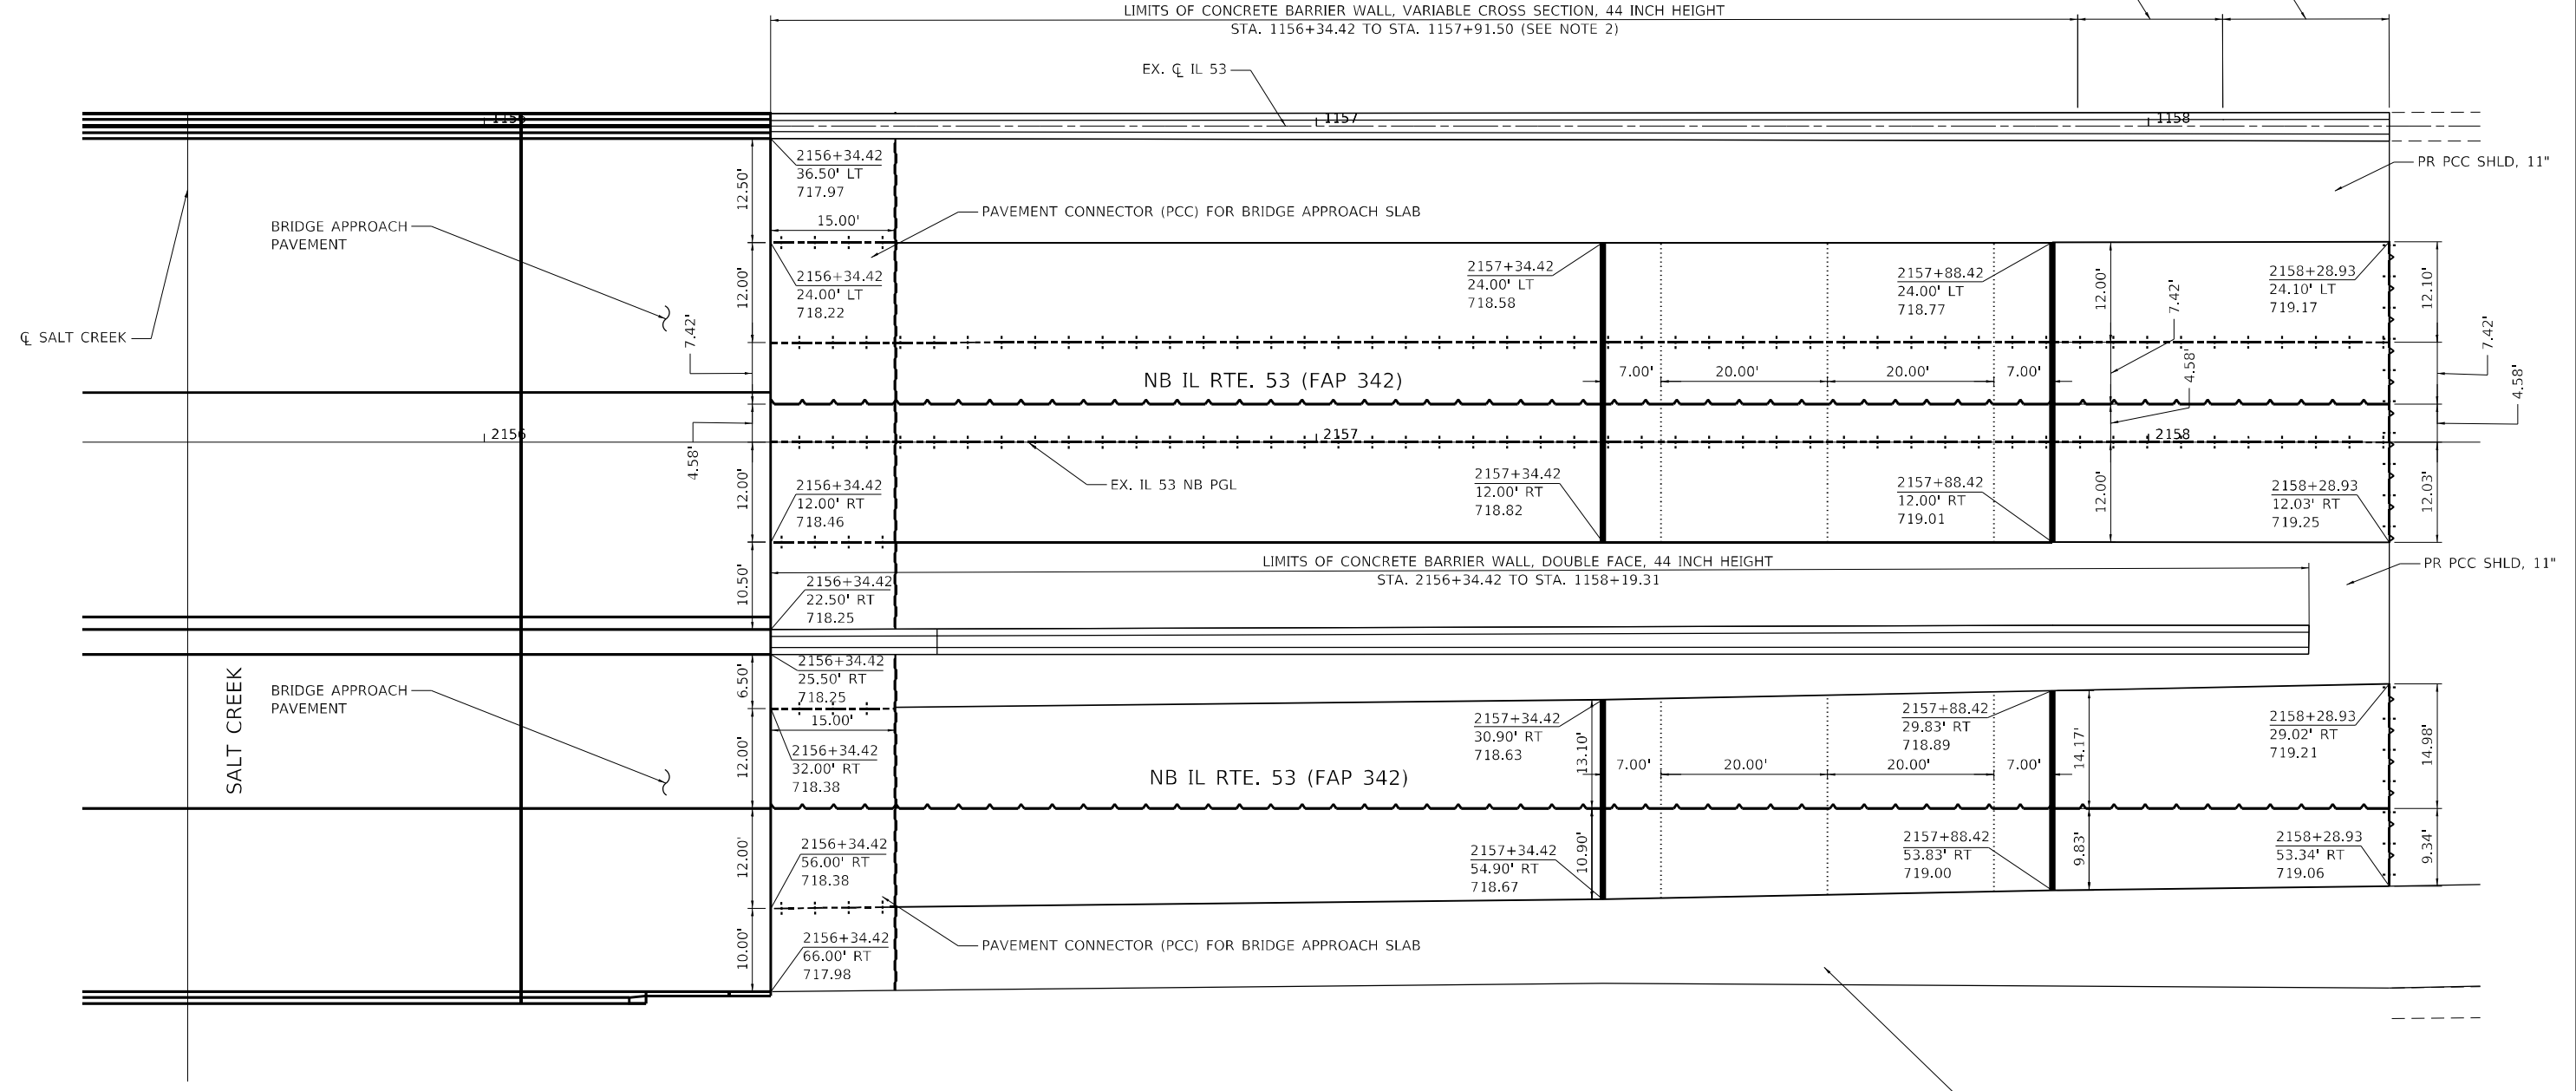 LIMITS OF CONCRETE BARRIER WALL, VARIABLE CROSS SECTION, 44 INCH HEIGHT
STA. 1156+34.42 TO STA. 1157+91.50 (SEE NOTE 2)
EX. ℄ IL 53
1156
1157
1158
2156+34.42
36.50' LT
717.97
12.50'
15.00'
PAVEMENT CONNECTOR (PCC) FOR BRIDGE APPROACH SLAB
PR PCC SHLD, 11"
BRIDGE APPROACH
PAVEMENT
℄ SALT CREEK
12.00'
7.42'
2156+34.42
24.00' LT
718.22
2157+34.42
24.00' LT
718.58
2157+88.42
24.00' LT
718.77
12.00'
7.42'
4.58'
2158+28.93
24.10' LT
719.17
12.10'
7.42'
4.58'
NB IL RTE. 53 (FAP 342)
7.00'
20.00'
20.00'
7.00'
2156
2157
2158
4.58'
12.00'
2156+34.42
12.00' RT
718.46
EX. IL 53 NB PGL
2157+34.42
12.00' RT
718.82
2157+88.42
12.00' RT
719.01
12.00'
2158+28.93
12.03' RT
719.25
12.03'
LIMITS OF CONCRETE BARRIER WALL, DOUBLE FACE, 44 INCH HEIGHT
STA. 2156+34.42 TO STA. 1158+19.31
PR PCC SHLD, 11"
10.50'
2156+34.42
22.50' RT
718.25
SALT CREEK
BRIDGE APPROACH
PAVEMENT
6.50'
2156+34.42
25.50' RT
718.25
15.00'
12.00'
2156+34.42
32.00' RT
718.38
2157+34.42
30.90' RT
718.63
13.10'
2157+88.42
29.83' RT
718.89
14.17'
2158+28.93
29.02' RT
719.21
14.98'
NB IL RTE. 53 (FAP 342)
7.00'
20.00'
20.00'
7.00'
12.00'
2156+34.42
56.00' RT
718.38
2157+34.42
54.90' RT
718.67
10.90'
2157+88.42
53.83' RT
719.00
9.83'
2158+28.93
53.34' RT
719.06
9.34'
10.00'
2156+34.42
66.00' RT
717.98
PAVEMENT CONNECTOR (PCC) FOR BRIDGE APPROACH SLAB